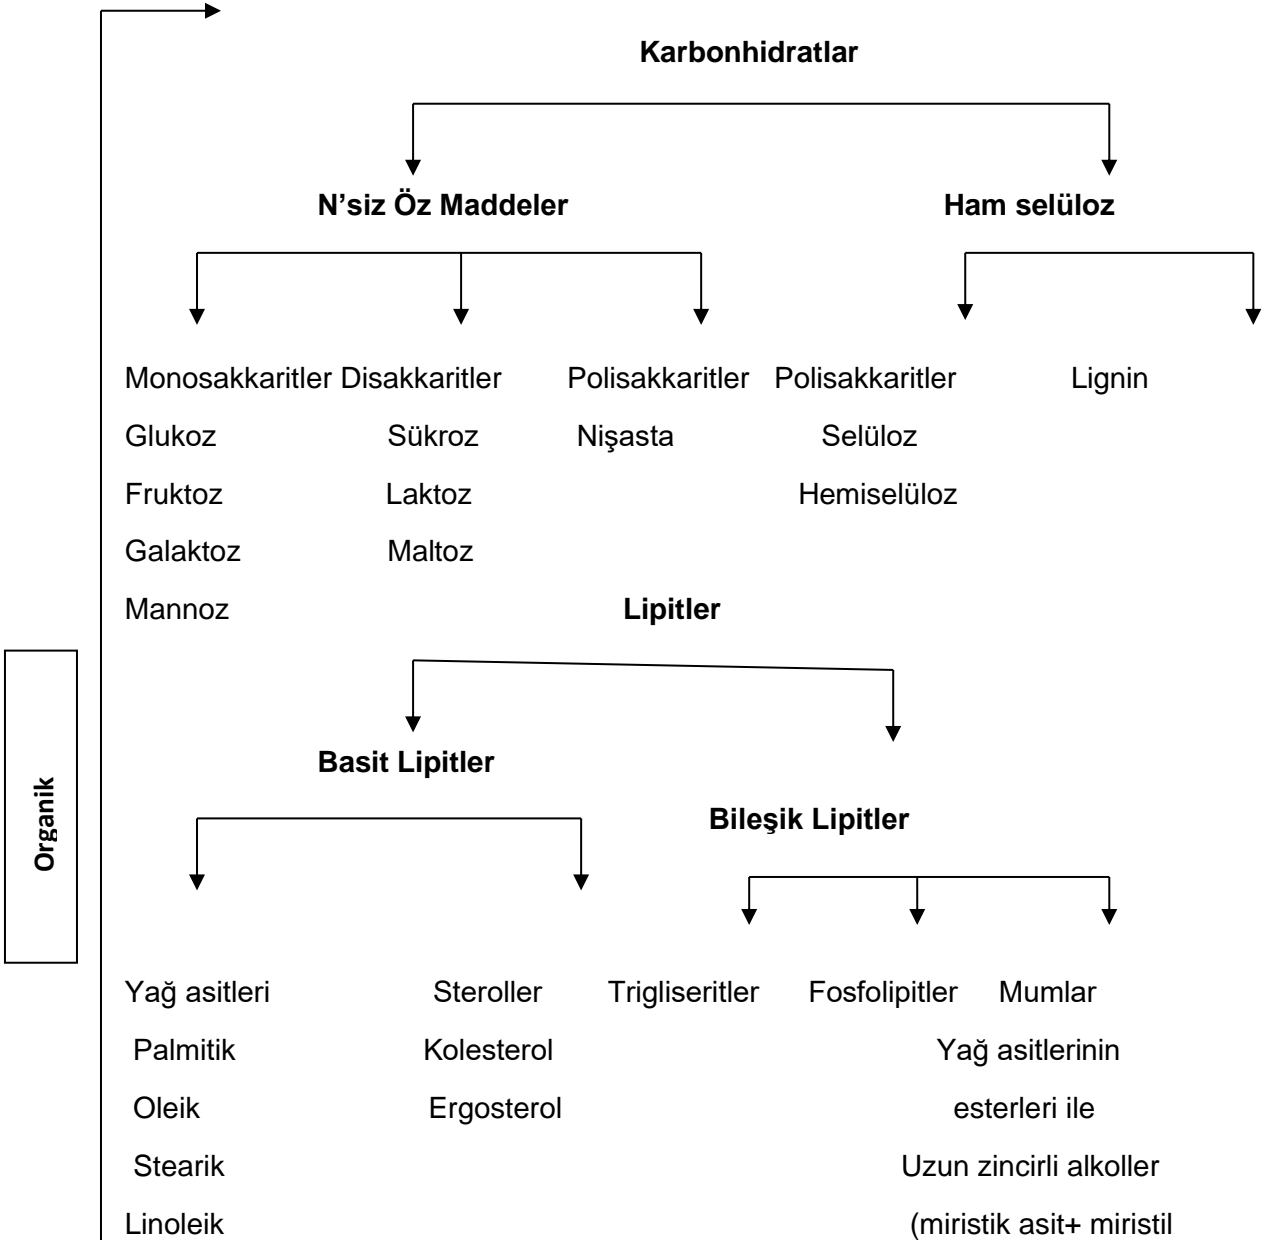 Karbonhidratlar
N’siz Öz Maddeler Ham selüloz
Monosakkaritler Disakkaritler Polisakkaritler Polisakkaritler Lignin
Glukoz Sükroz Nişasta Selüloz
Fruktoz Laktoz Hemiselüloz
Galaktoz Maltoz
Mannoz Lipitler
Basit Lipitler
Bileşik Lipitler
Organik
Yağ asitleri Steroller Trigliseritler Fosfolipitler Mumlar
Palmitik Kolesterol Yağ asitlerinin
Oleik Ergosterol esterleri ile
Stearik Uzun zincirli alkoller
Linoleik (miristik asit+ miristil